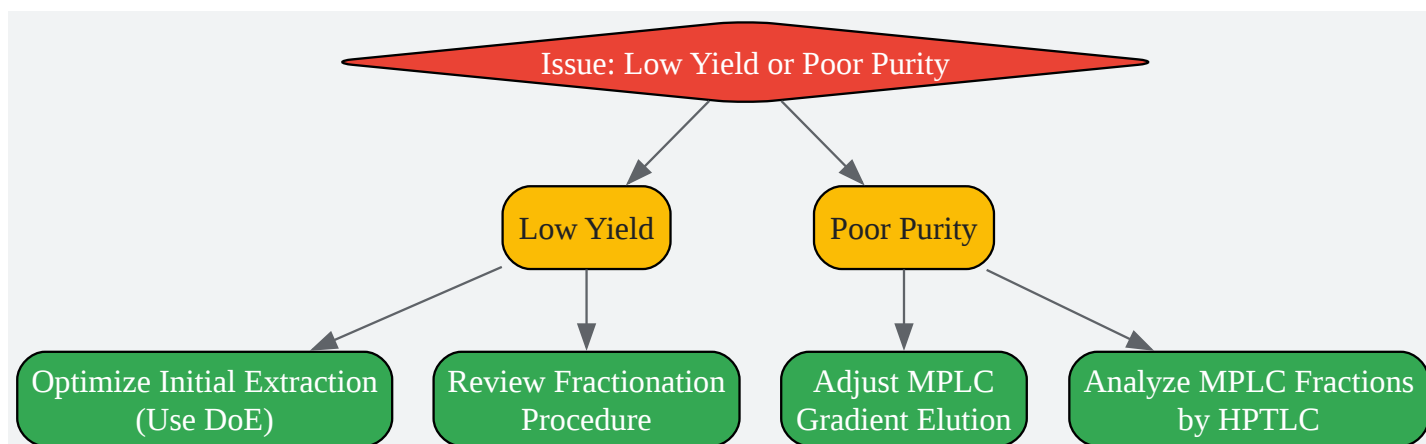 Issue: Low Yield or Poor Purity
Low Yield
Poor Purity
Optimize Initial Extraction
(Use DoE)
Review Fractionation
Procedure
Adjust MPLC
Gradient Elution
Analyze MPLC Fractions
by HPTLC